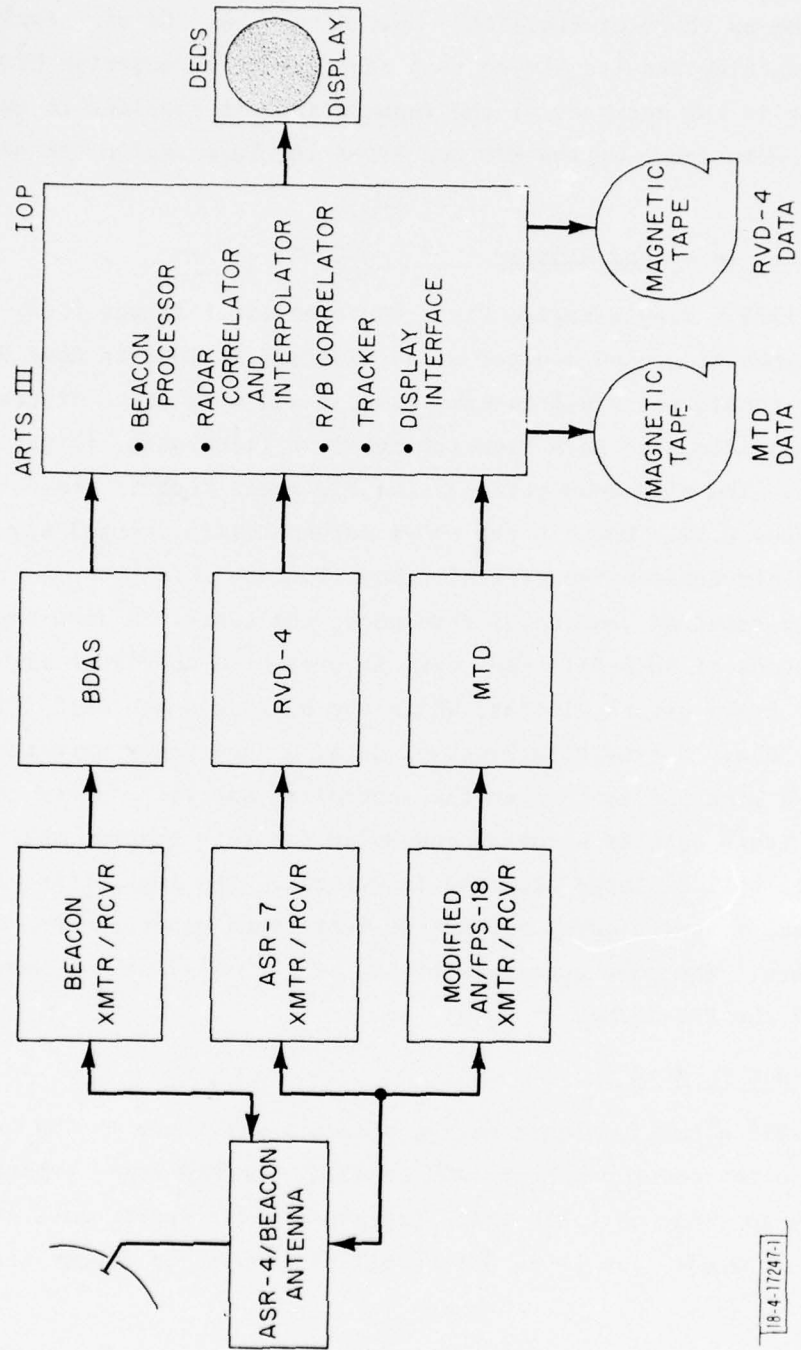 ASR-4/BEACON
ANTENNA
BEACON
XMTR/RCVR
ASR-7
XMTR/RCVR
MODIFIED
AN/FPS-18
XMTR/RCVR
BDAS
RVD-4
MTD
ARTS III IOP
• BEACON
PROCESSOR
• RADAR
CORRELATOR
AND
INTERPOLATOR
• R/B CORRELATOR
• TRACKER
• DISPLAY
INTERFACE
DEDS
DISPLAY
MAGNETIC
TAPE
MTD
DATA
MAGNETIC
TAPE
RVD-4
DATA
18-4-17247-1